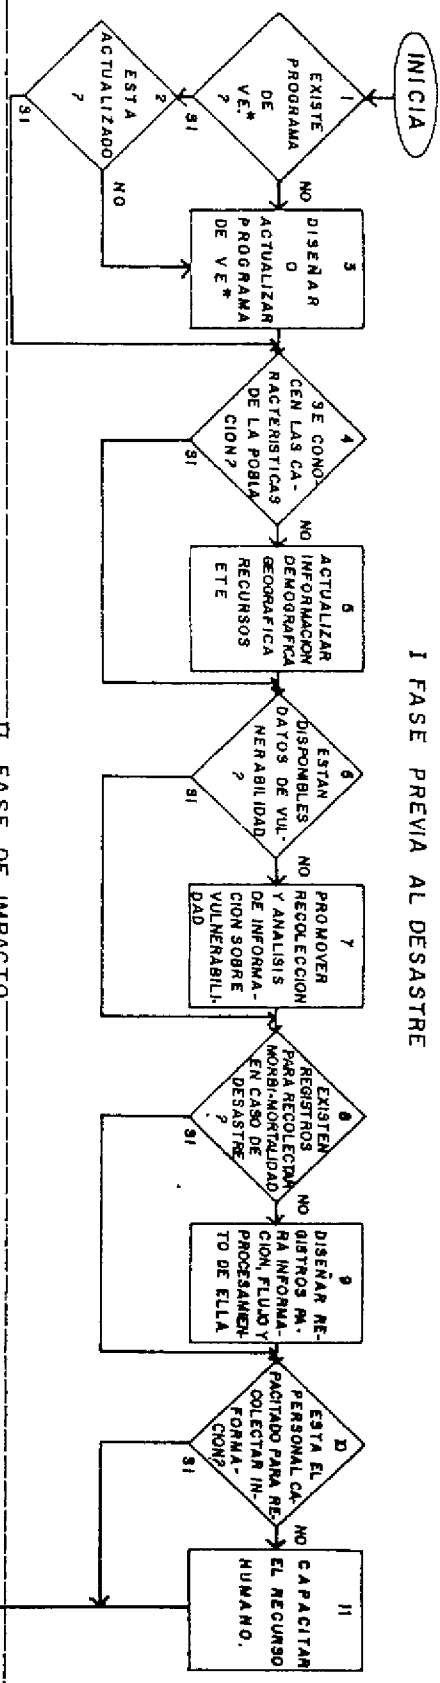 I FASE PREVIA AL DESASTRE
INICIA
1
EXISTE
PROGRAMA
DE
VE.*
?
NO
SI
2
ESTA
ACTUALIZADO
?
NO
SI
3
DISEÑAR
O
ACTUALIZAR
PROGRAMA
DE VE*
4
SE CONO-
CEN LAS CA-
RACTERISTICAS
DE LA POBLA
CION?
NO
SI
5
ACTUALIZAR
INFORMACION
DEMOGRAFICA
GEOGRAFICA
RECURSOS
ETE
6
ESTAN
DISPONIBLES
DATOS DE VUL-
NERABILIDAD
?
NO
SI
7
PROMOVER
RECOLECCION
Y ANALISIS
DE INFORMA-
CION SOBRE
VULNERABILI-
DAD
8
EXISTEN
REGISTROS
PARA RECOLECTAR
MORBI-MORTALIDAD
EN CASO DE
DESASTRE
?
NO
SI
9
DISEÑAR RE-
GISTROS PA-
RA INFORMA-
CION, FLUJO Y
PROCESAMIEN-
TO DE ELLA
10
ESTA EL
PERSONAL CA-
PACITADO PARA RE-
COLECTAR IN-
FORMA-
CION?
NO
SI
11
CAPACITAR
EL RECURSO
HUMANO.
II FASE DE IMPACTO